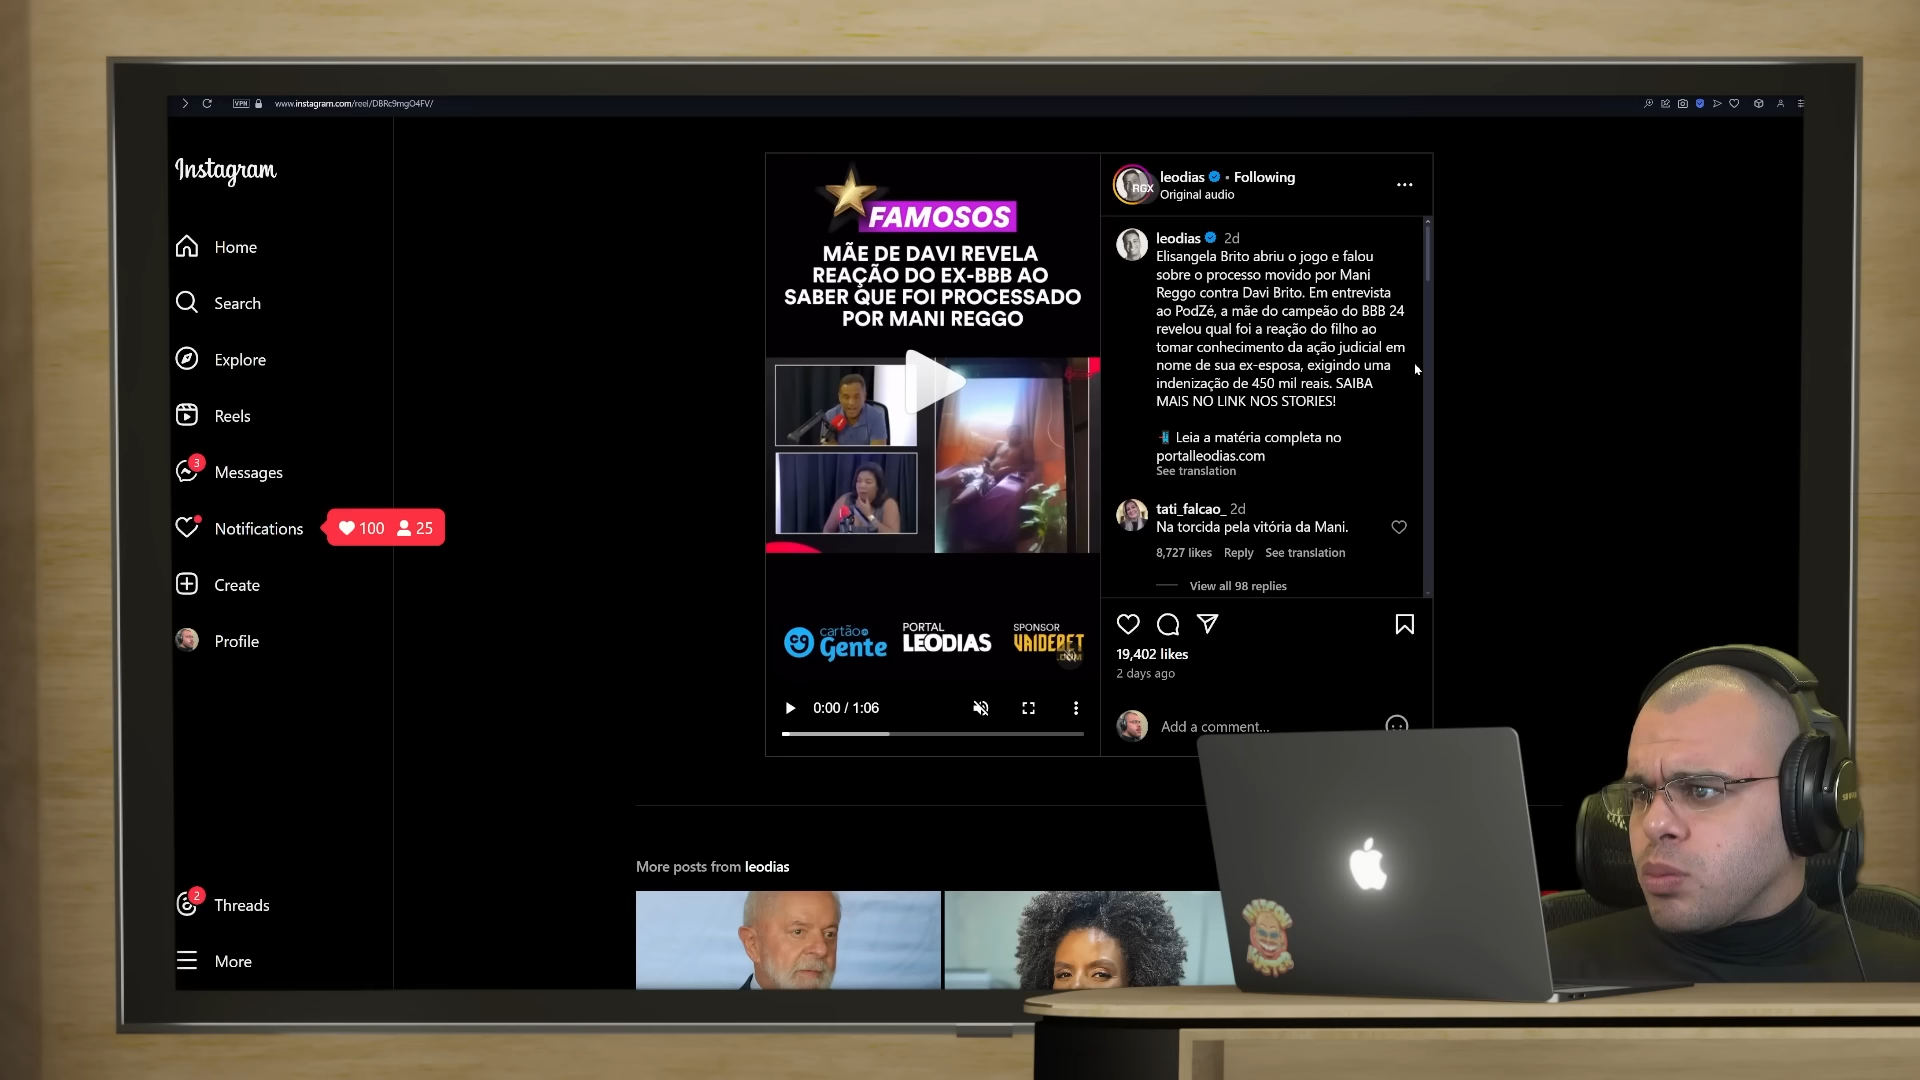 www.instagram.com/reel/DBRc9mgO4FV/
VPN
Instagram
Home
Search
Explore
Reels
3
Messages
Notifications
100 25
Create
Profile
2
Threads
More
FAMOSOS
MÃE DE DAVI REVELA
REAÇÃO DO EX-BBB AO
SABER QUE FOI PROCESSADO
POR MANI REGGO
cartão
Gente
PORTAL
LEODIAS
SPONSOR
VAIDEBET
.COM
0:00 / 1:06
RGX
leodias • Following
Original audio
leodias 2d
Elisangela Brito abriu o jogo e falou
sobre o processo movido por Mani
Reggo contra Davi Brito. Em entrevista
ao PodZé, a mãe do campeão do BBB 24
revelou qual foi a reação do filho ao
tomar conhecimento da ação judicial em
nome de sua ex-esposa, exigindo uma
indenização de 450 mil reais. SAIBA
MAIS NO LINK NOS STORIES!
Leia a matéria completa no
portalleodias.com
See translation
tati_falcao_ 2d
Na torcida pela vitória da Mani.
8,727 likes Reply See translation
View all 98 replies
19,402 likes
2 days ago
Add a comment...
More posts from leodias